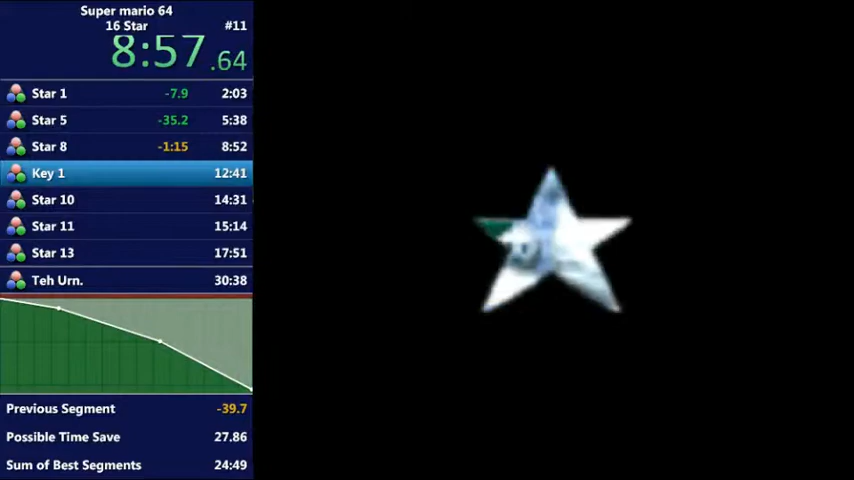 Super mario 64
16 Star #11
8:57.64
Star 1 -7.9 2:03
Star 5 -35.2 5:38
Star 8 -1:15 8:52
Key 1 12:41
Star 10 14:31
Star 11 15:14
Star 13 17:51
Teh Urn. 30:38
Previous Segment -39.7
Possible Time Save 27.86
Sum of Best Segments 24:49